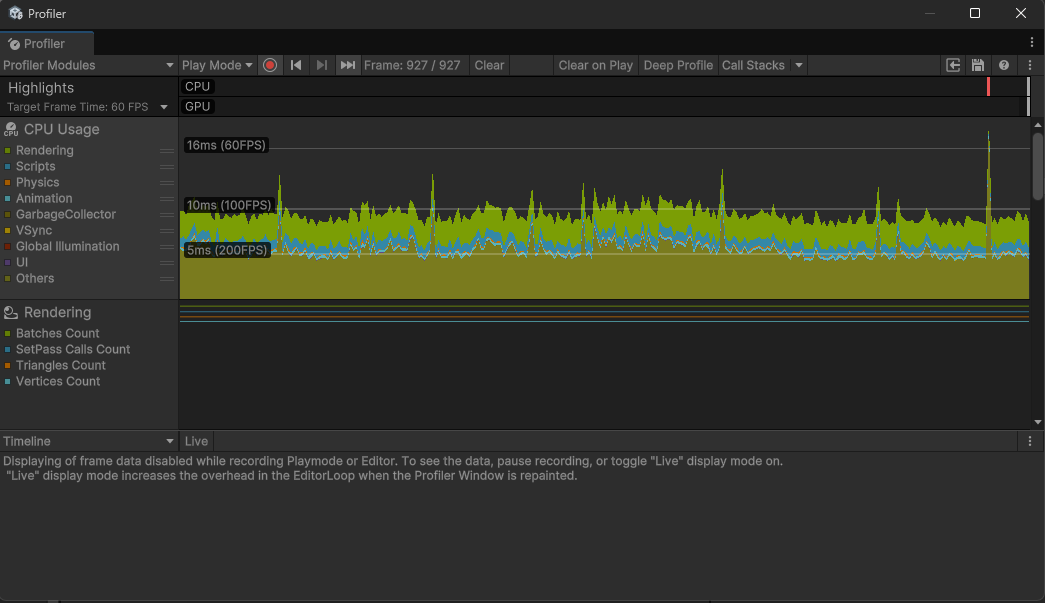 Profiler
Profiler
Profiler Modules Play Mode Frame: 927 / 927 Clear Clear on Play Deep Profile Call Stacks
Highlights
Target Frame Time: 60 FPS
CPU
GPU
CPU Usage
Rendering
Scripts
Physics
Animation
GarbageCollector
VSync
Global Illumination
UI
Others
16ms (60FPS)
10ms (100FPS)
5ms (200FPS)
Rendering
Batches Count
SetPass Calls Count
Triangles Count
Vertices Count
Timeline Live
Displaying of frame data disabled while recording Playmode or Editor. To see the data, pause recording, or toggle "Live" display mode on.
"Live" display mode increases the overhead in the EditorLoop when the Profiler Window is repainted.